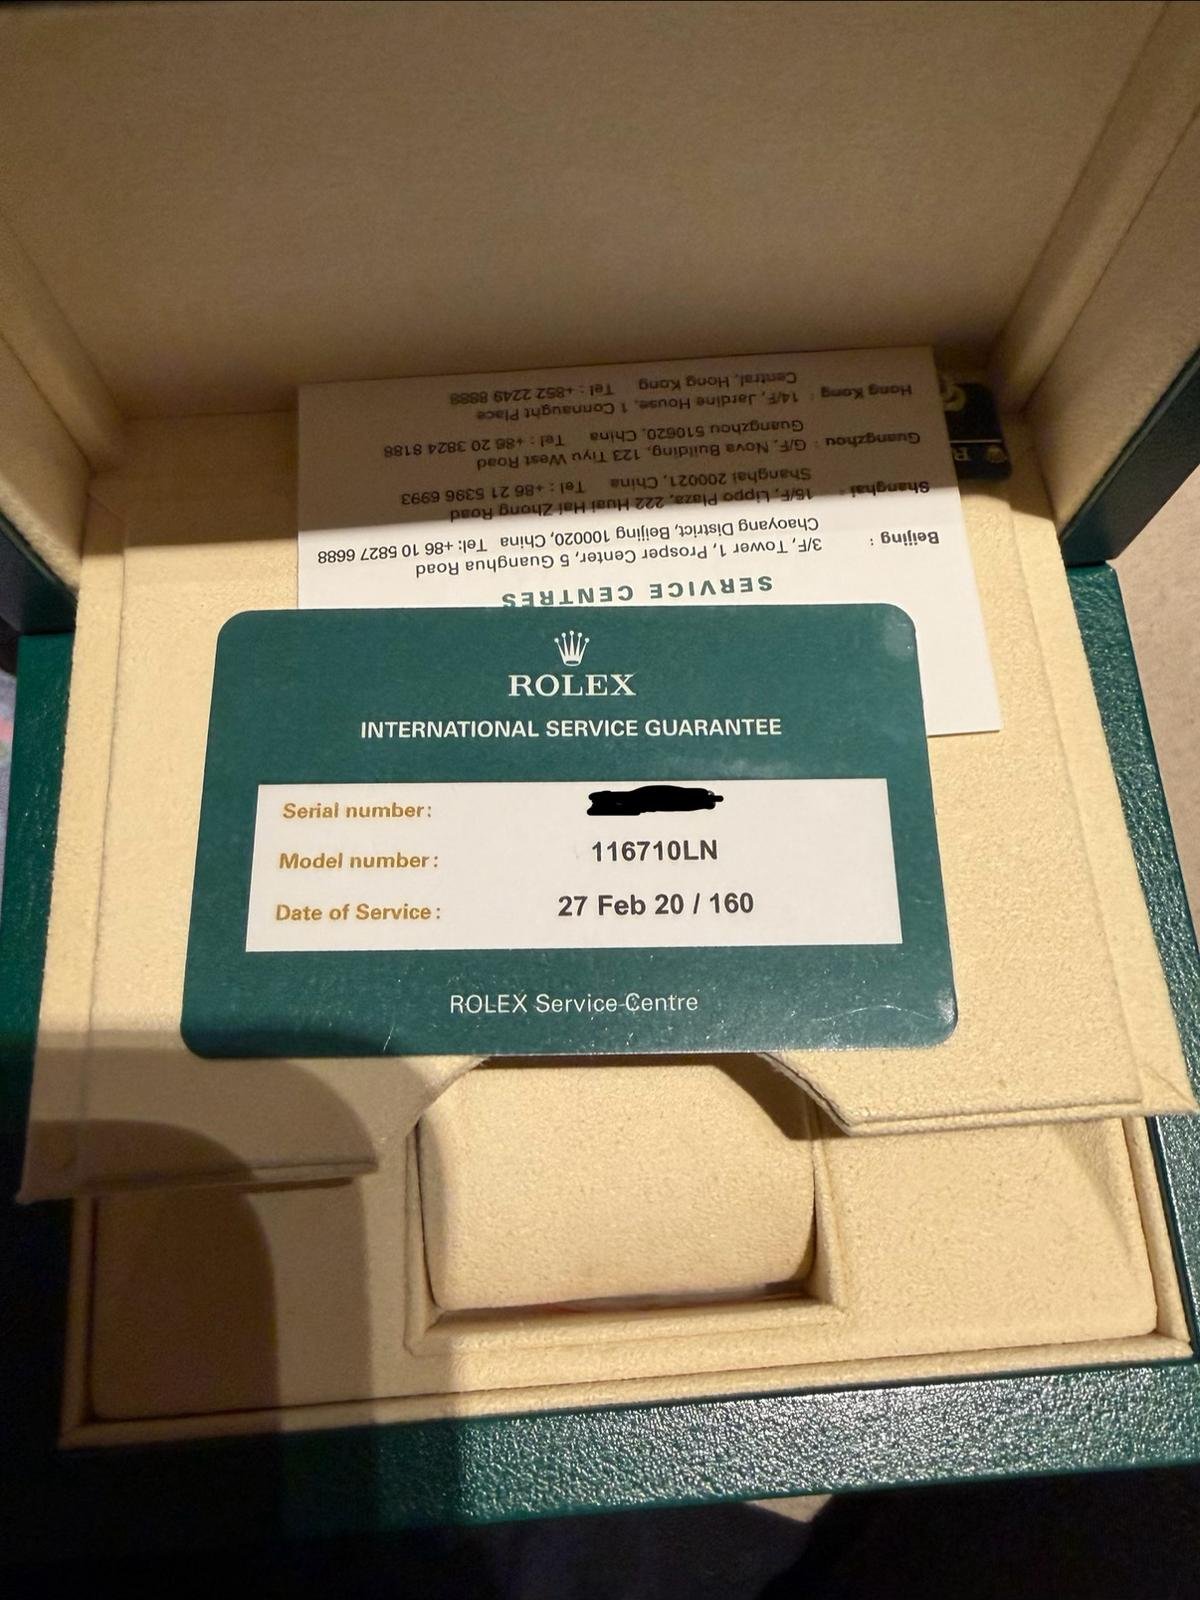 ROLEX
INTERNATIONAL SERVICE GUARANTEE
Serial number:
Model number: 116710LN
Date of Service: 27 Feb 20 / 160
ROLEX Service Centre
SERVICE CENTRES
Beijing : 3/F, Tower 1, Prosper Center, 5 Guanghua Road
Chaoyang District, Beijing 100020, China Tel: +86 10 5827 6688
Shanghai : 15/F, Lippo Plaza, 222 Huai Hai Zhong Road
Shanghai 200021, China Tel : +86 21 5396 6993
Guangzhou : G/F, Nova Building, 123 Tiyu West Road
Guangzhou 510620, China Tel : +86 20 3824 8188
Hong Kong : 14/F, Jardine House, 1 Connaught Place
Central, Hong Kong Tel : +852 2249 8888